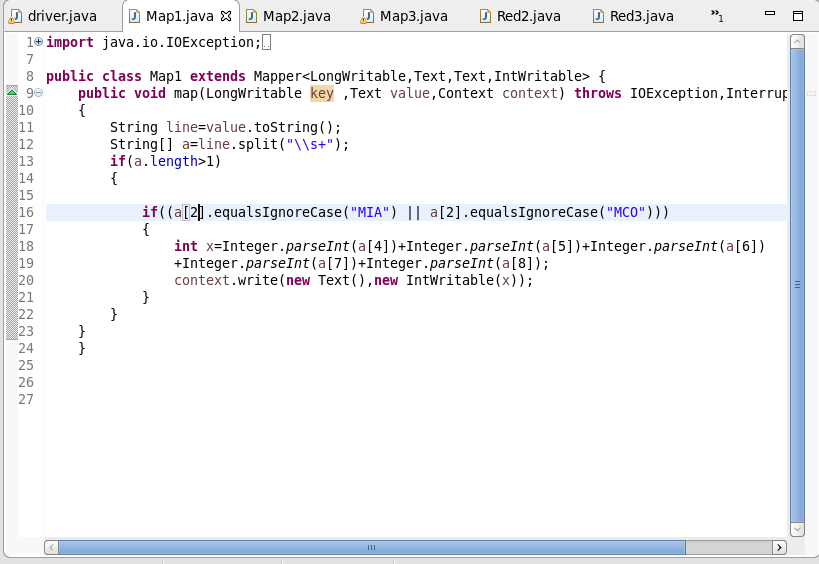 driver.java Map1.java Map2.java Map3.java Red2.java Red3.java »1
1 import java.io.IOException;
7
8 public class Map1 extends Mapper<LongWritable,Text,Text,IntWritable> {
9 public void map(LongWritable key ,Text value,Context context) throws IOException,Interrup
10 {
11 String line=value.toString();
12 String[] a=line.split("\\s+");
13 if(a.length>1)
14 {
15
16 if((a[2].equalsIgnoreCase("MIA") || a[2].equalsIgnoreCase("MCO")))
17 {
18 int x=Integer.parseInt(a[4])+Integer.parseInt(a[5])+Integer.parseInt(a[6])
19 +Integer.parseInt(a[7])+Integer.parseInt(a[8]);
20 context.write(new Text(),new IntWritable(x));
21 }
22 }
23 }
24 }
25
26
27